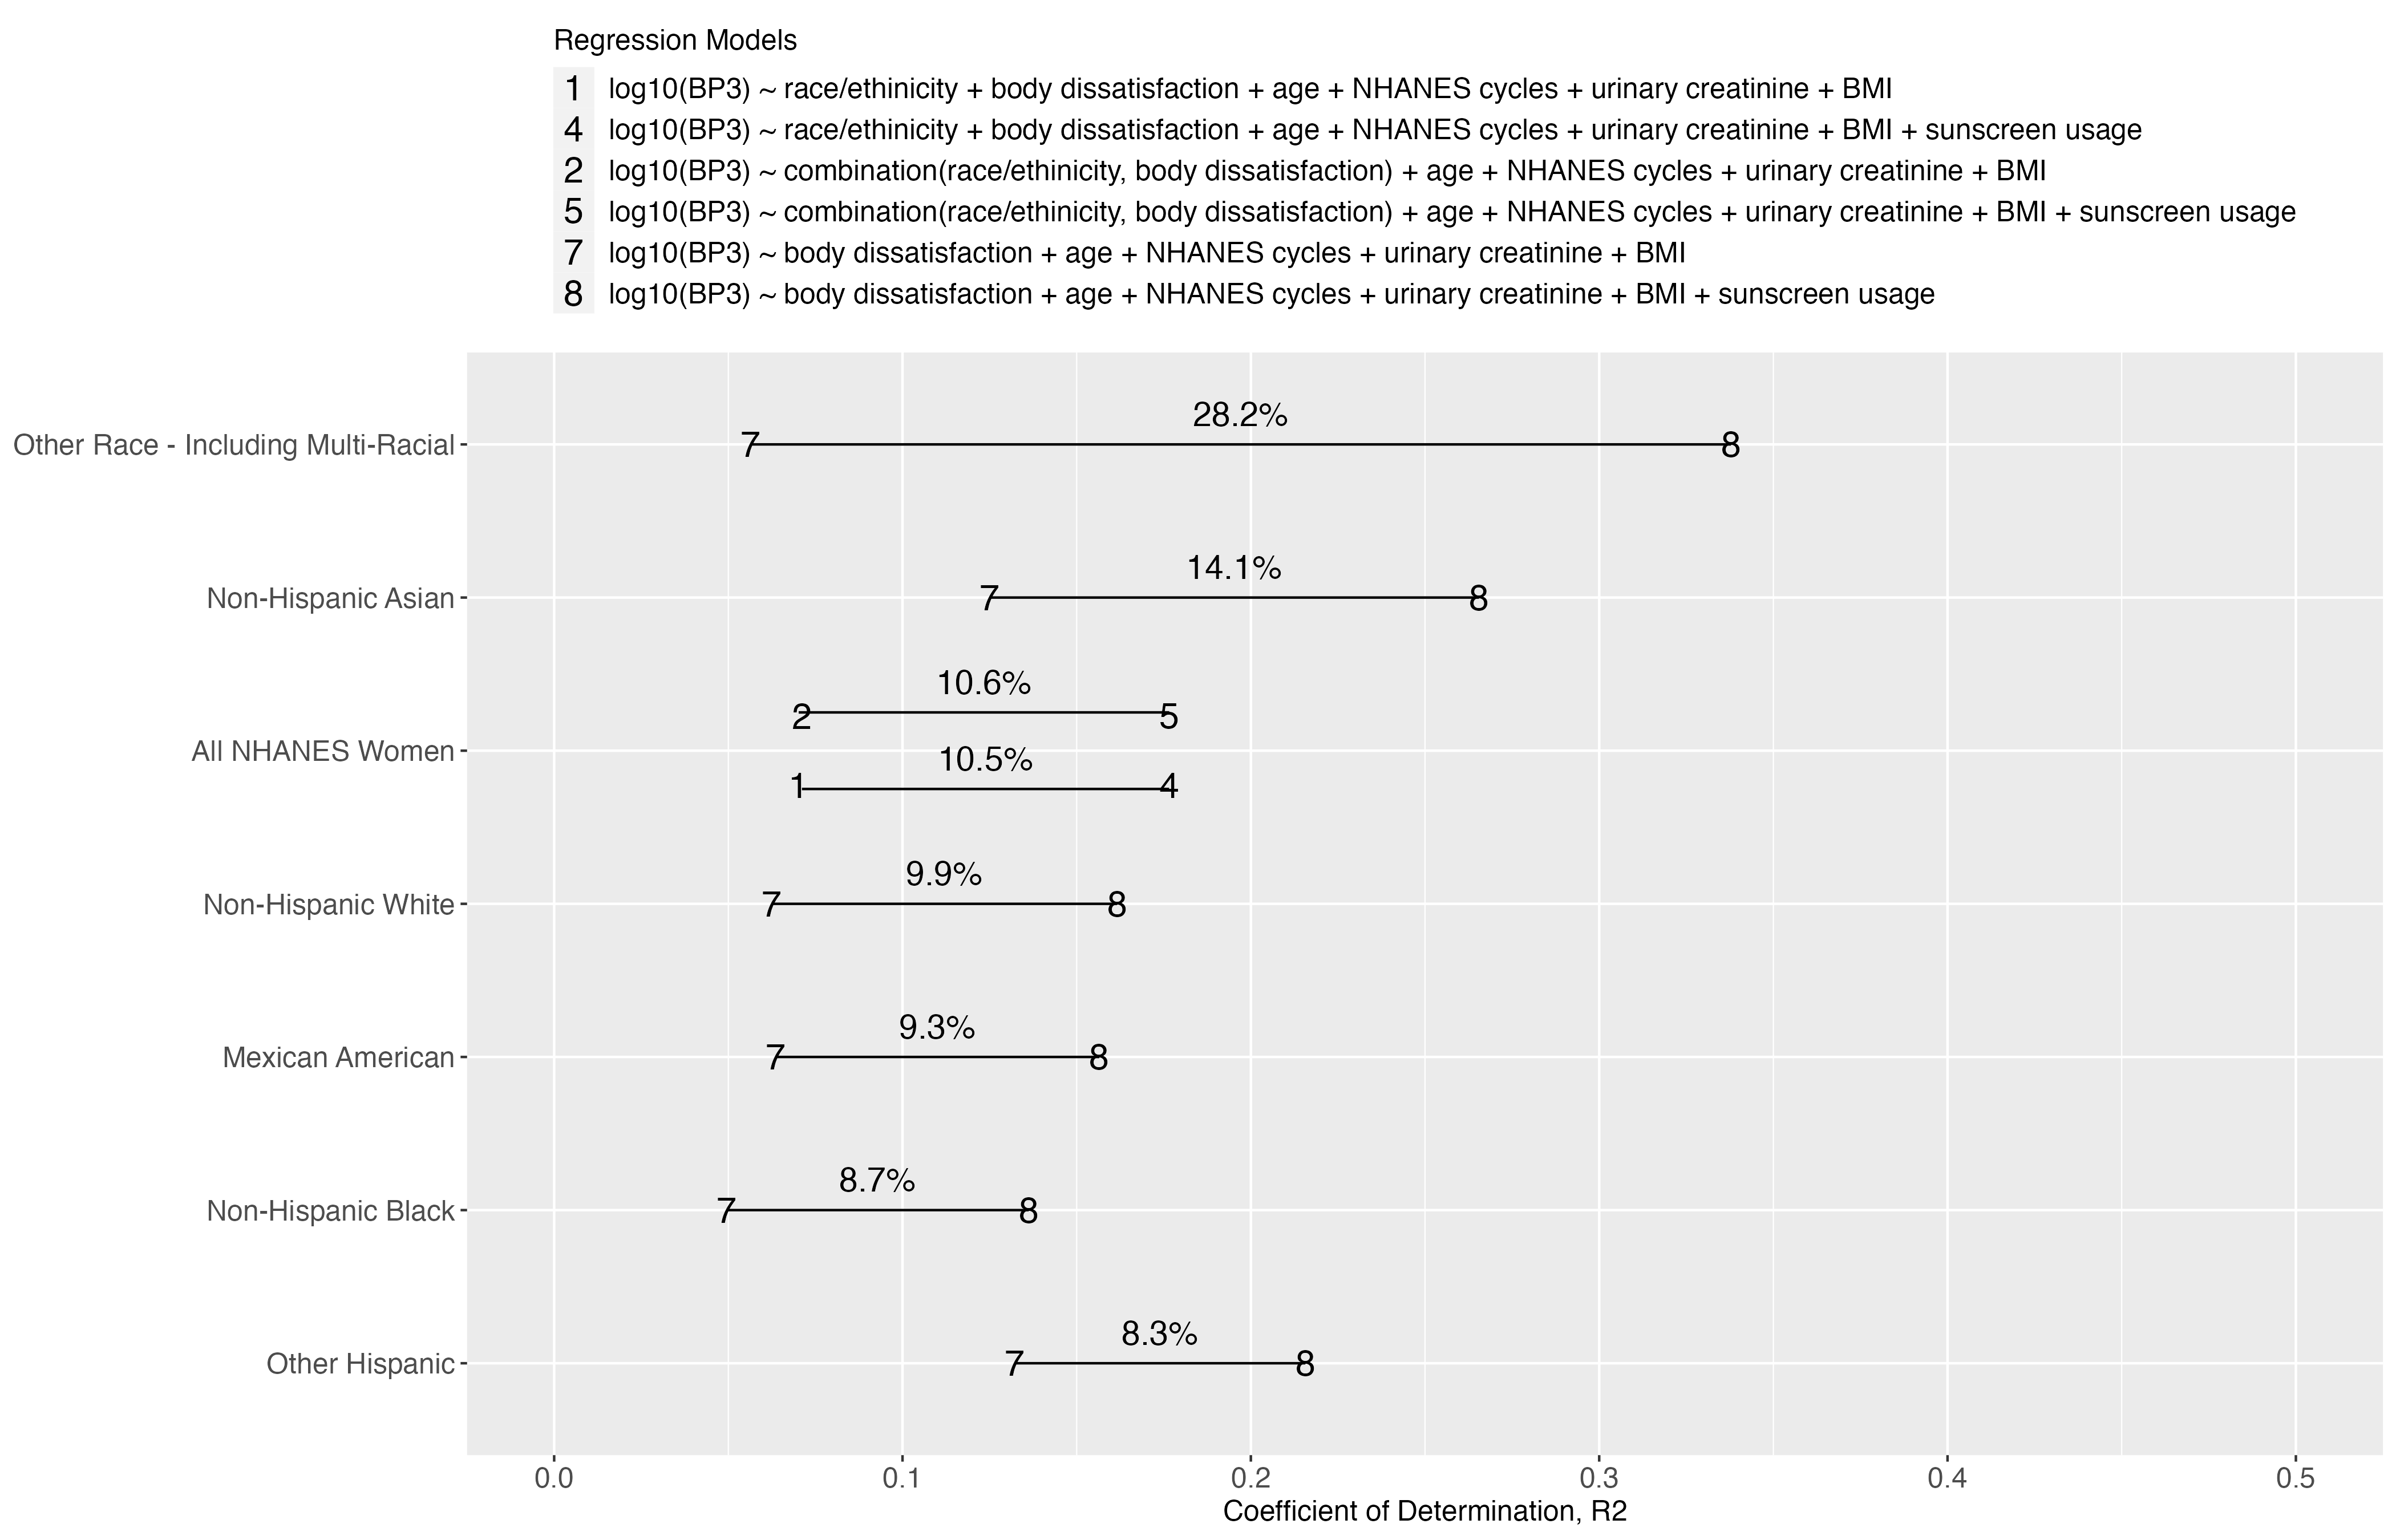 Regression Models
1 log10(BP3) ~ race/ethinicity + body dissatisfaction + age + NHANES cycles + urinary creatinine + BMI
4 log10(BP3) ~ race/ethinicity + body dissatisfaction + age + NHANES cycles + urinary creatinine + BMI + sunscreen usage
2 log10(BP3) ~ combination(race/ethinicity, body dissatisfaction) + age + NHANES cycles + urinary creatinine + BMI
5 log10(BP3) ~ combination(race/ethinicity, body dissatisfaction) + age + NHANES cycles + urinary creatinine + BMI + sunscreen usage
7 log10(BP3) ~ body dissatisfaction + age + NHANES cycles + urinary creatinine + BMI
8 log10(BP3) ~ body dissatisfaction + age + NHANES cycles + urinary creatinine + BMI + sunscreen usage
28.2%
Other Race - Including Multi-Racial 7 8
14.1%
Non-Hispanic Asian 7 8
10.6%
2 5
All NHANES Women
10.5%
1 4
9.9%
Non-Hispanic White 7 8
9.3%
Mexican American 7 8
8.7%
Non-Hispanic Black 7 8
8.3%
Other Hispanic 7 8
0.0 0.1 0.2 0.3 0.4 0.5
Coefficient of Determination, R2